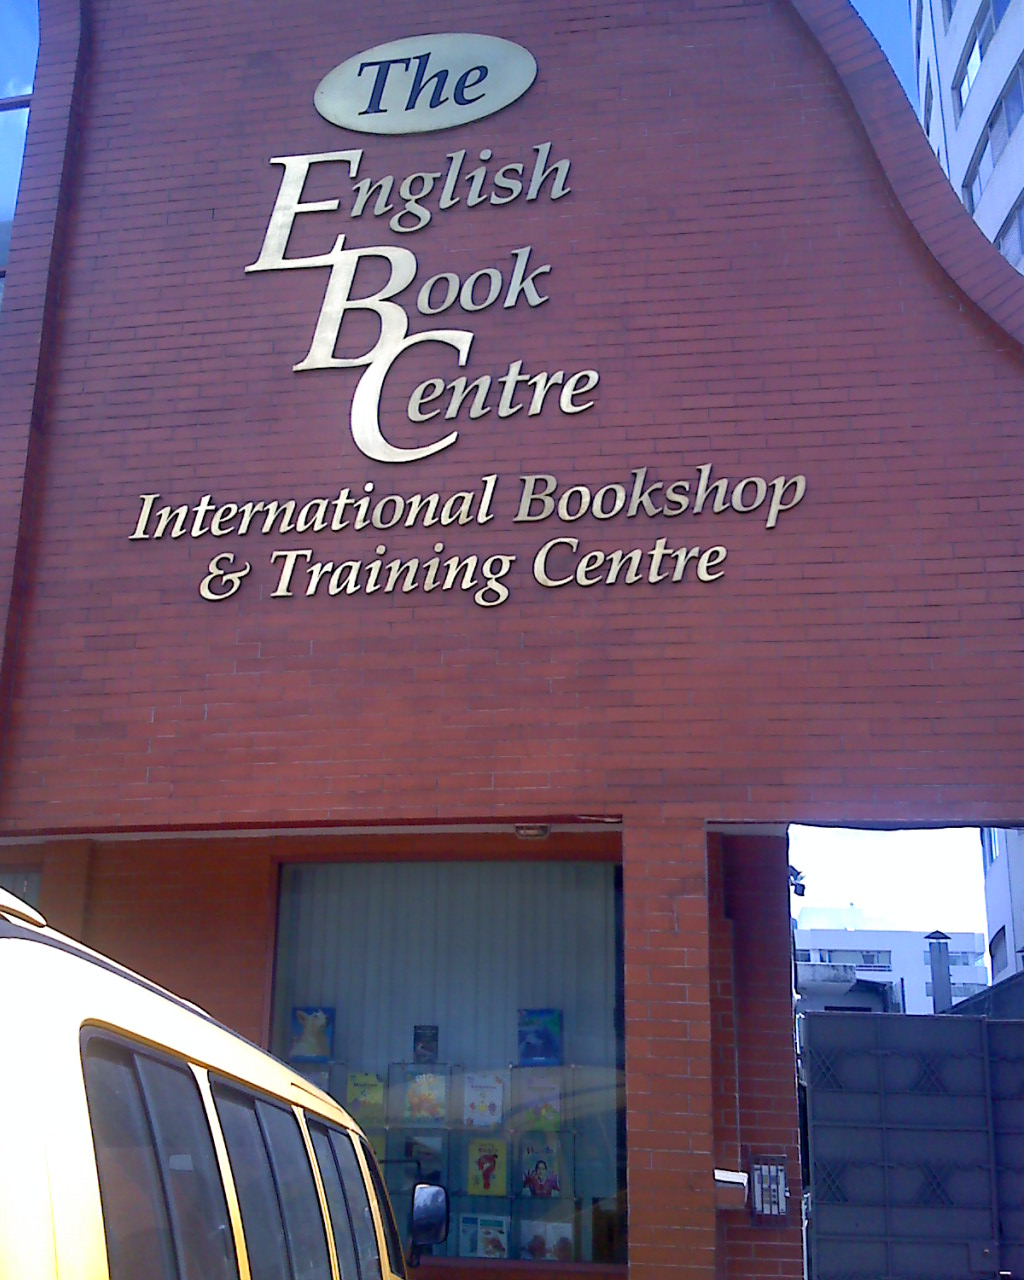 The
English
Book
Centre
International Bookshop
& Training Centre